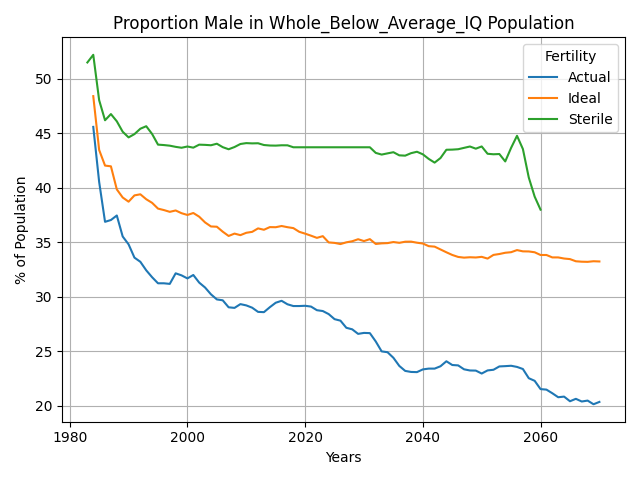 Proportion Male in Whole_Below_Average_IQ Population
Fertility
Actual
Ideal
Sterile
% of Population
50
45
40
35
30
25
20
1980
2000
2020
2040
2060
Years